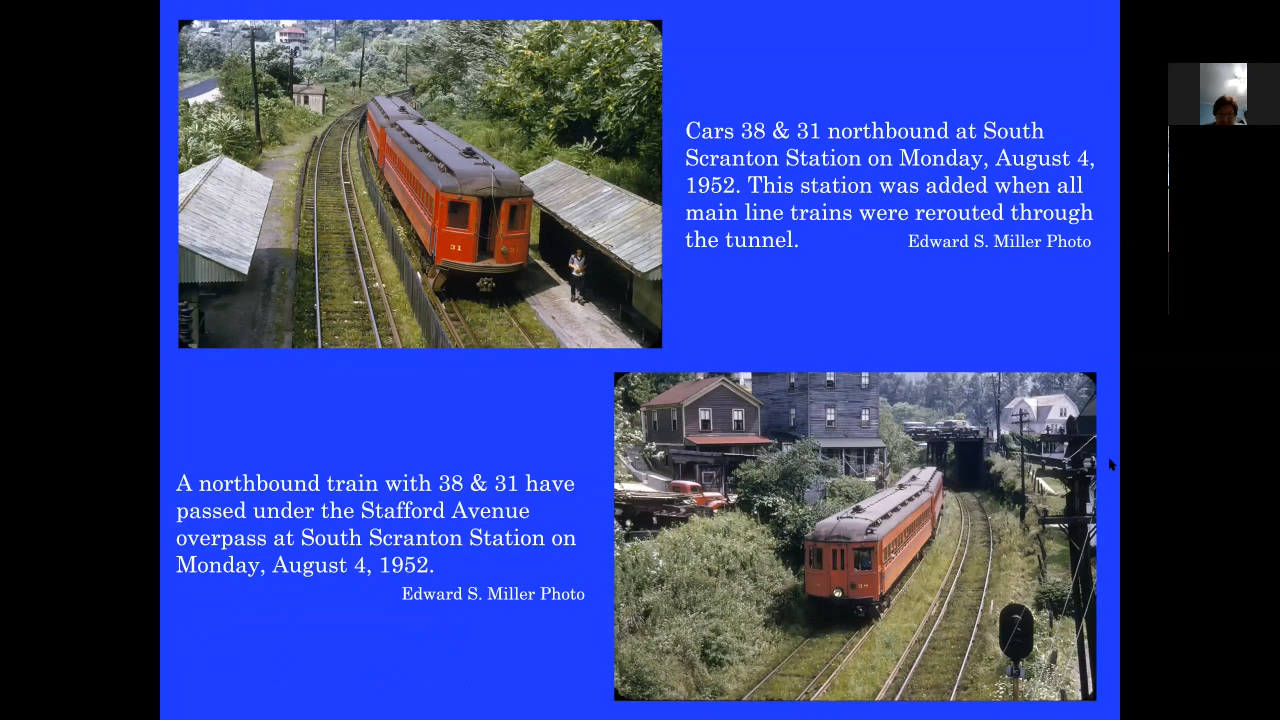 Cars 38 & 31 northbound at South
Scranton Station on Monday, August 4,
1952. This station was added when all
main line trains were rerouted through
the tunnel. Edward S. Miller Photo
31
A northbound train with 38 & 31 have
passed under the Stafford Avenue
overpass at South Scranton Station on
Monday, August 4, 1952.
Edward S. Miller Photo